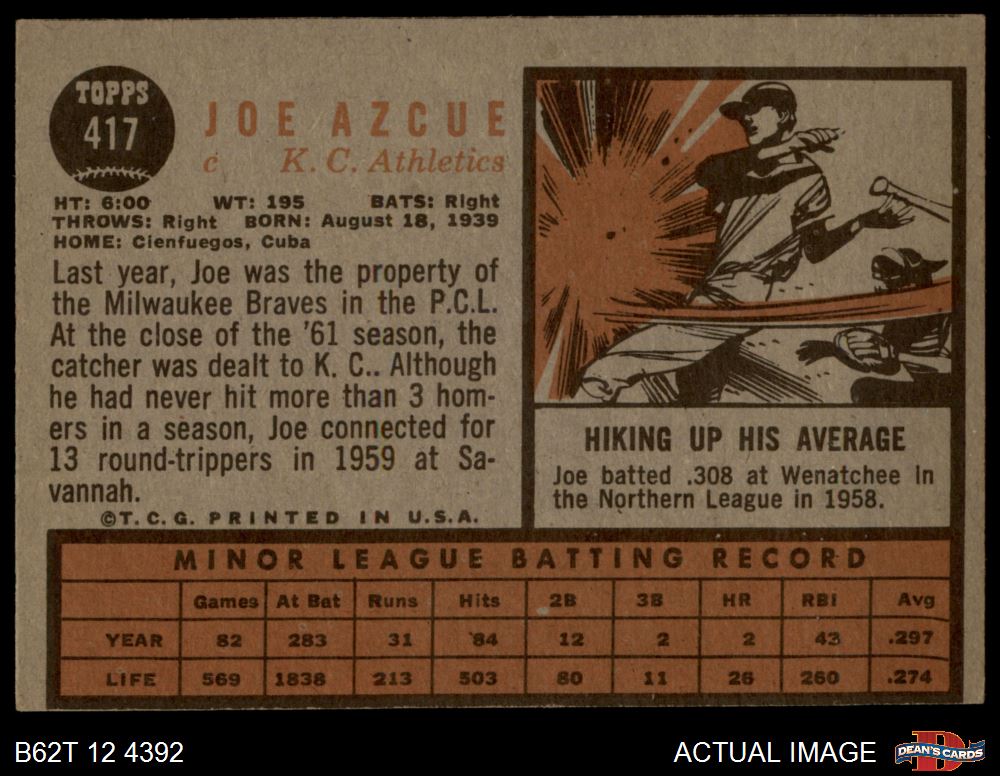 TOPPS
417
JOE AZCUE
c K. C. Athletics
HT: 6:00 WT: 195 BATS: Right
THROWS: Right BORN: August 18, 1939
HOME: Cienfuegos, Cuba
Last year, Joe was the property of
the Milwaukee Braves in the P.C.L.
At the close of the '61 season, the
catcher was dealt to K. C.. Although
he had never hit more than 3 hom-
ers in a season, Joe connected for
13 round-trippers in 1959 at Sa-
vannah.
©T. C. G. PRINTED IN U.S.A.
HIKING UP HIS AVERAGE
Joe batted .308 at Wenatchee in
the Northern League in 1958.
MINOR LEAGUE BATTING RECORD
Games At Bat Runs Hits 2B 3B HR RBI Avg
YEAR 82 283 31 84 12 2 2 43 .297
LIFE 569 1838 213 503 80 11 26 260 .274
B62T 12 4392
ACTUAL IMAGE
D
DEAN'S CARDS